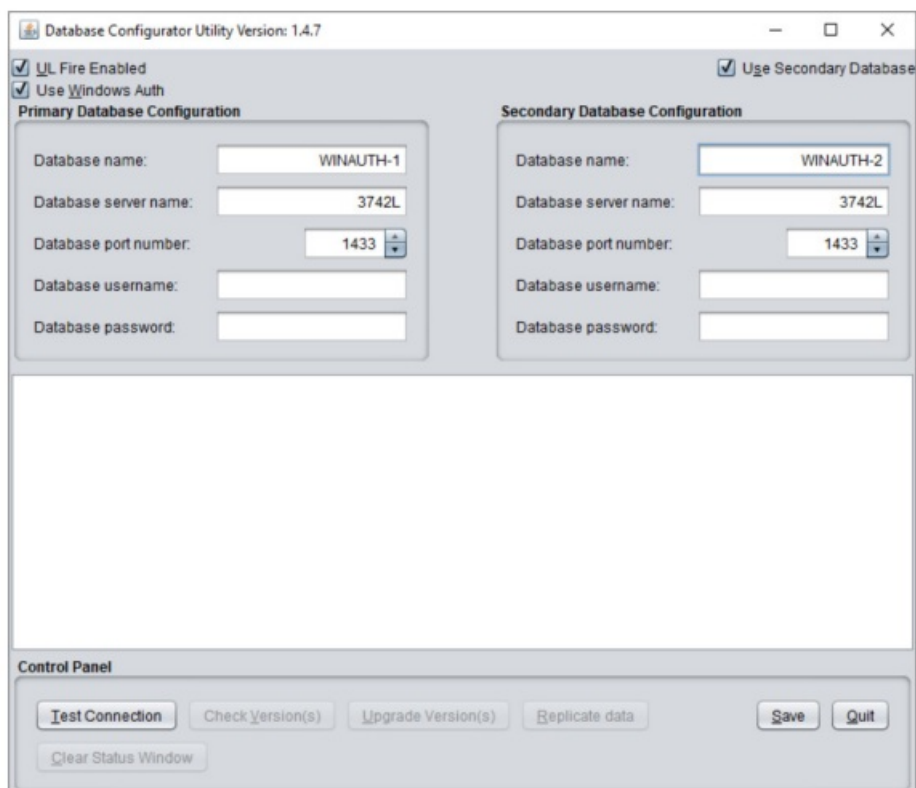 Database Configurator Utility Version: 1.4.7
UL Fire Enabled
Use Secondary Database
Use Windows Auth
Primary Database Configuration
Database name: WINAUTH-1
Database server name: 3742L
Database port number: 1433
Database username:
Database password:
Secondary Database Configuration
Database name: WINAUTH-2
Database server name: 3742L
Database port number: 1433
Database username:
Database password:
Control Panel
Test Connection Check Version(s) Upgrade Version(s) Replicate data Save Quit
Clear Status Window